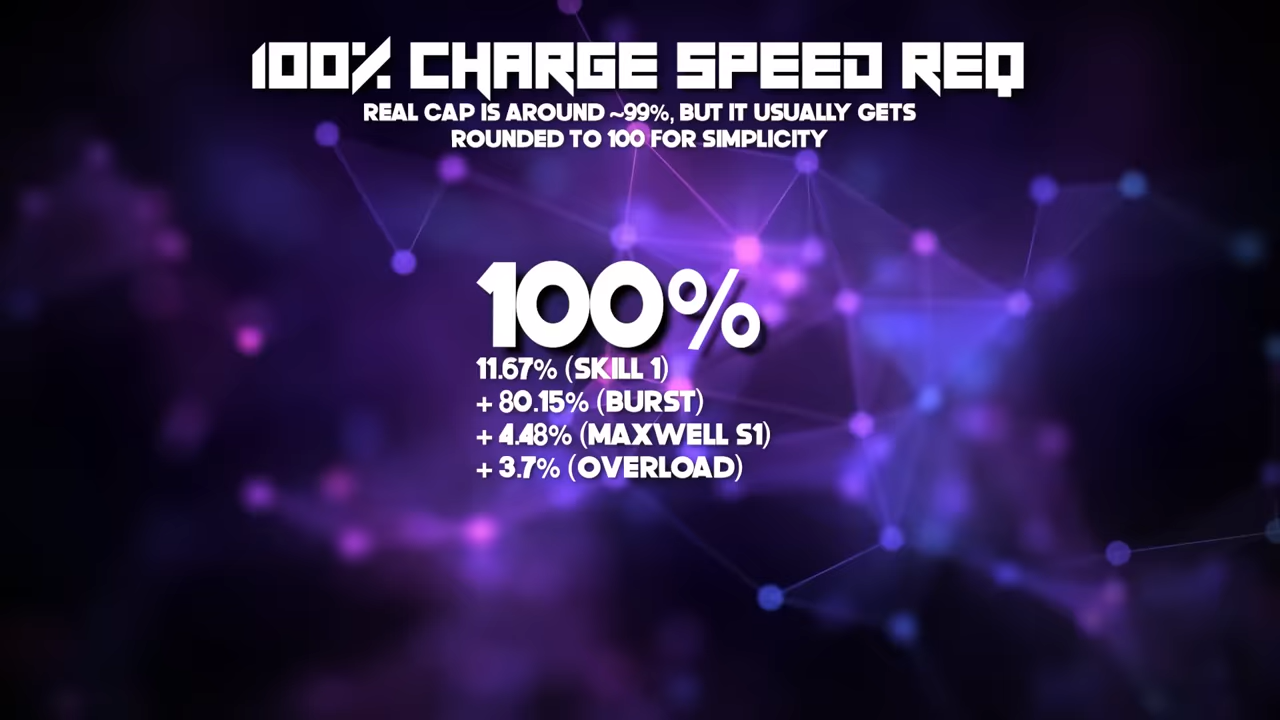 100% CHARGE SPEED REQ
REAL CAP IS AROUND ~99%, BUT IT USUALLY GETS
ROUNDED TO 100 FOR SIMPLICITY
100%
11.67% (SKILL 1)
+ 80.15% (BURST)
+ 4.48% (MAXWELL S1)
+ 3.7% (OVERLOAD)